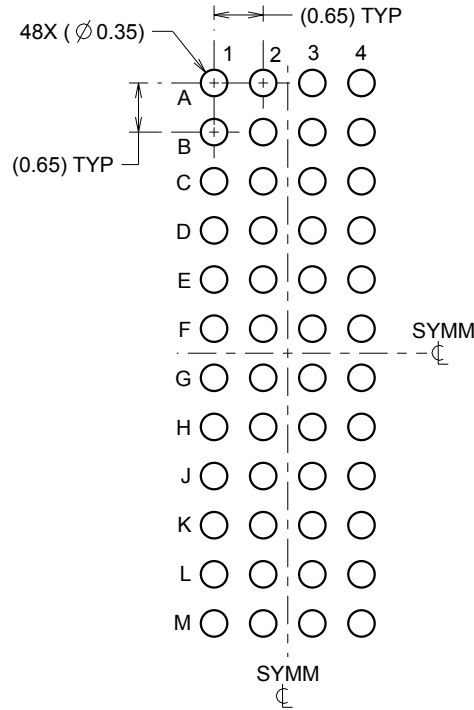 (0.65) TYP
48X ( ∅ 0.35)
1 2 3 4
A
B
(0.65) TYP
C
D
E
F
SYMM
℄
G
H
J
K
L
M
SYMM
℄